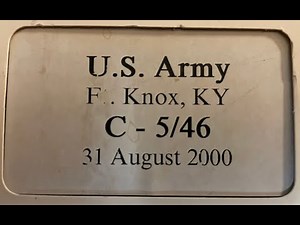 U.S. Army
F. Knox, KY
C - 5/46
31 August 2000